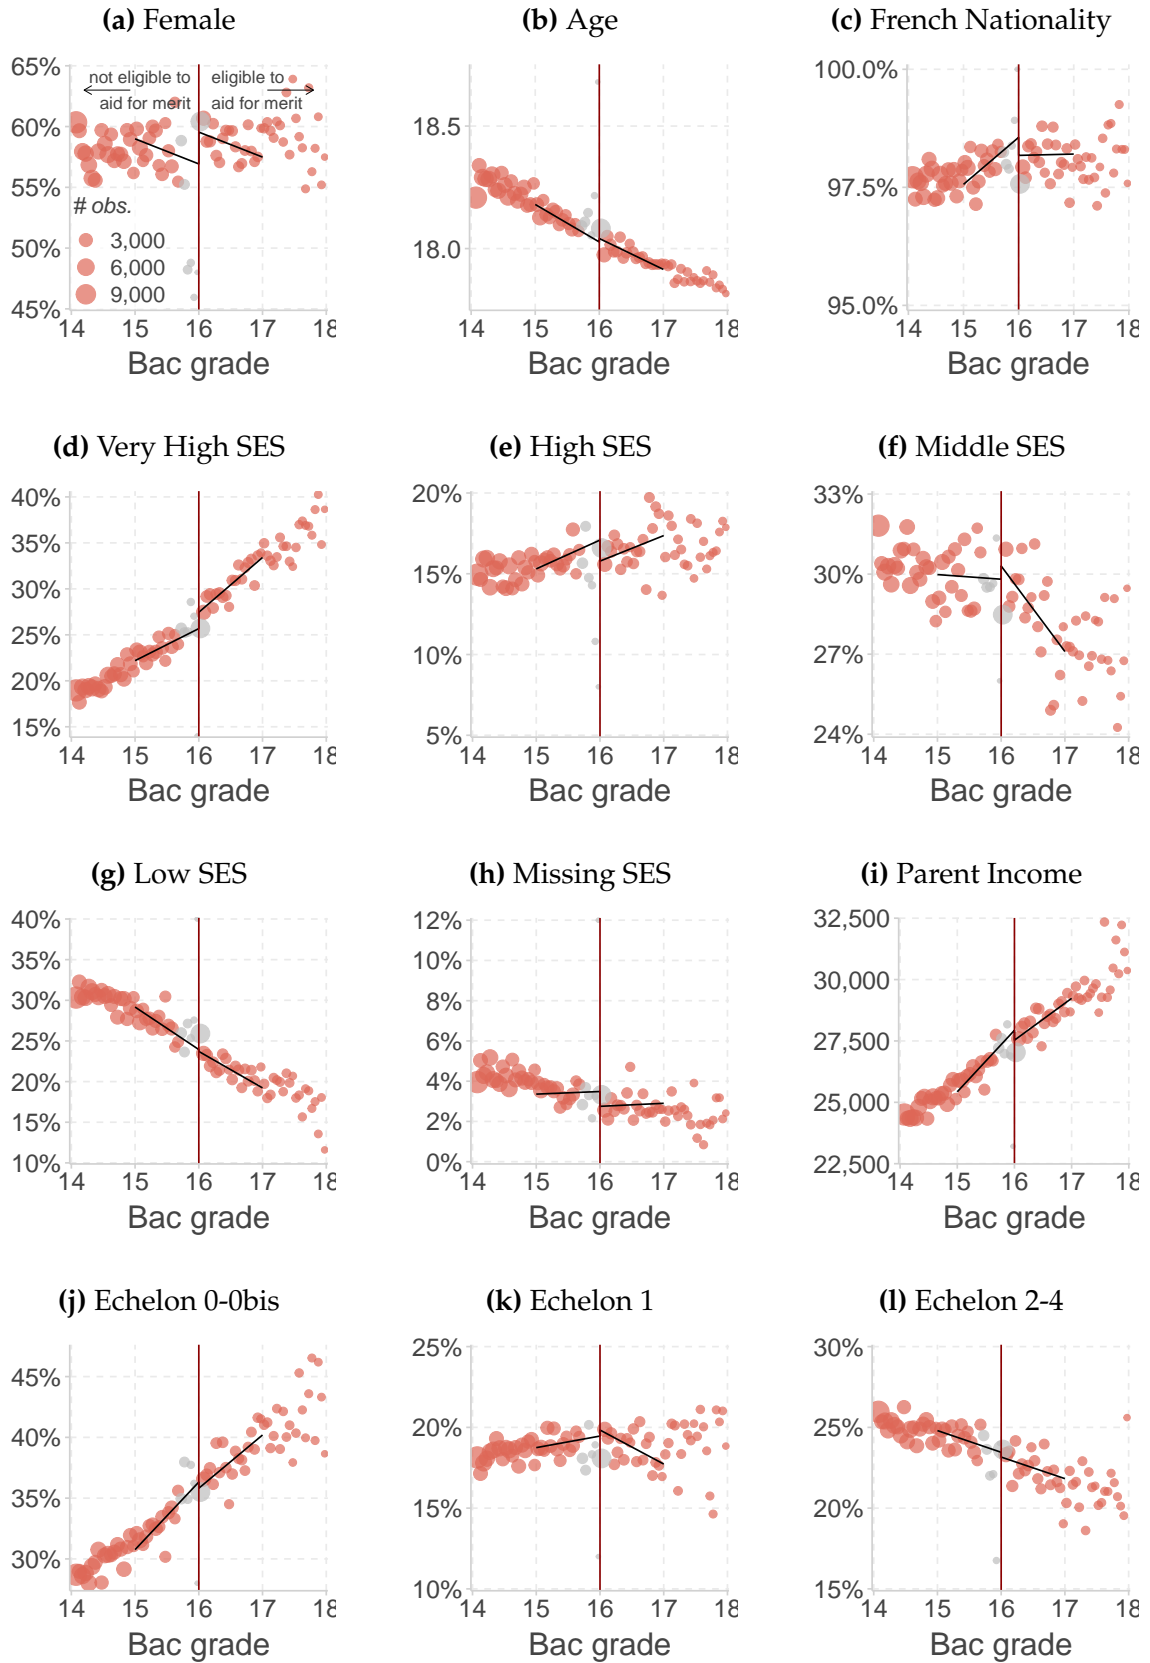 (a) Female
(b) Age
(c) French Nationality
65%
60%
55%
50%
45%
not eligible to
aid for merit
eligible to
aid for merit
# obs.
3,000
6,000
9,000
14 15 16 17 18
Bac grade
18.5
18.0
14 15 16 17 18
Bac grade
100.0%
97.5%
95.0%
14 15 16 17 18
Bac grade
(d) Very High SES
(e) High SES
(f) Middle SES
40%
35%
30%
25%
20%
15%
14 15 16 17 18
Bac grade
20%
15%
10%
5%
14 15 16 17 18
Bac grade
33%
30%
27%
24%
14 15 16 17 18
Bac grade
(g) Low SES
(h) Missing SES
(i) Parent Income
40%
35%
30%
25%
20%
15%
10%
14 15 16 17 18
Bac grade
12%
10%
8%
6%
4%
2%
0%
14 15 16 17 18
Bac grade
32,500
30,000
27,500
25,000
22,500
14 15 16 17 18
Bac grade
(j) Echelon 0-0bis
(k) Echelon 1
(l) Echelon 2-4
45%
40%
35%
30%
14 15 16 17 18
Bac grade
25%
20%
15%
10%
14 15 16 17 18
Bac grade
30%
25%
20%
15%
14 15 16 17 18
Bac grade